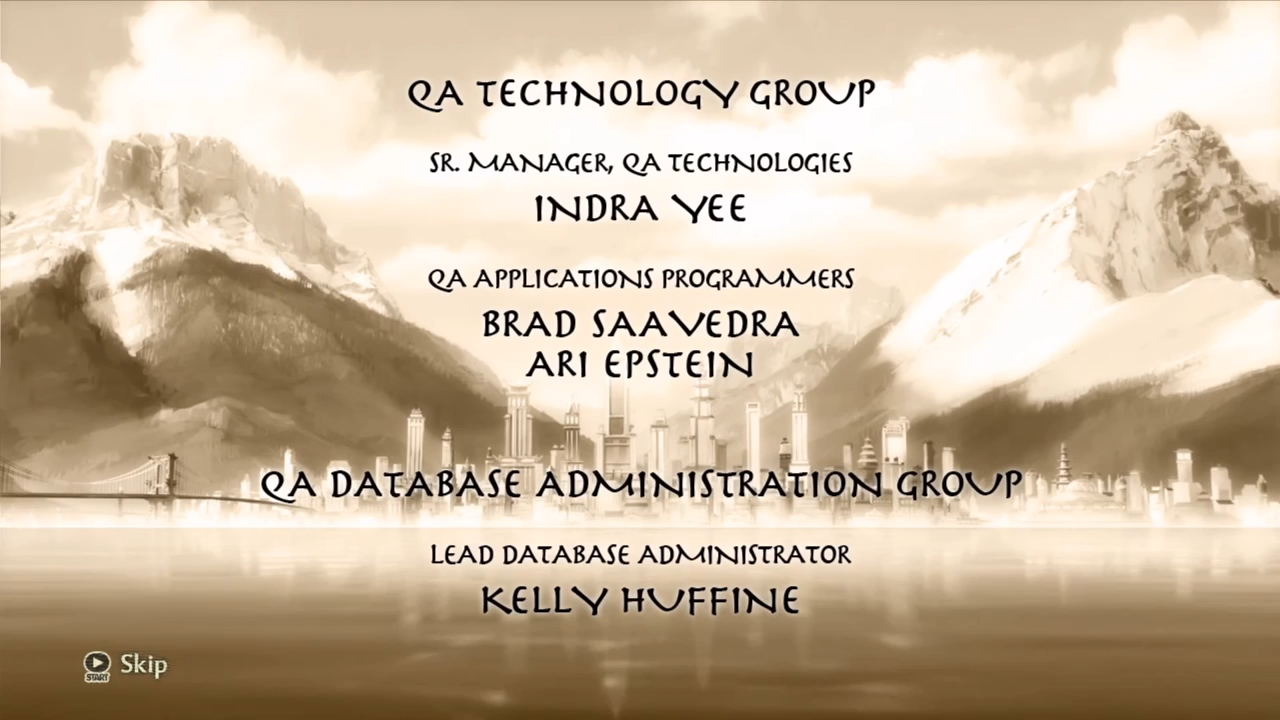 QA TECHNOLOGY GROUP
SR. MANAGER, QA TECHNOLOGIES
INDRA YEE
QA APPLICATIONS PROGRAMMERS
BRAD SAAVEDRA
ARI EPSTEIN
QA DATABASE ADMINISTRATION GROUP
LEAD DATABASE ADMINISTRATOR
KELLY HUFFINE
START Skip